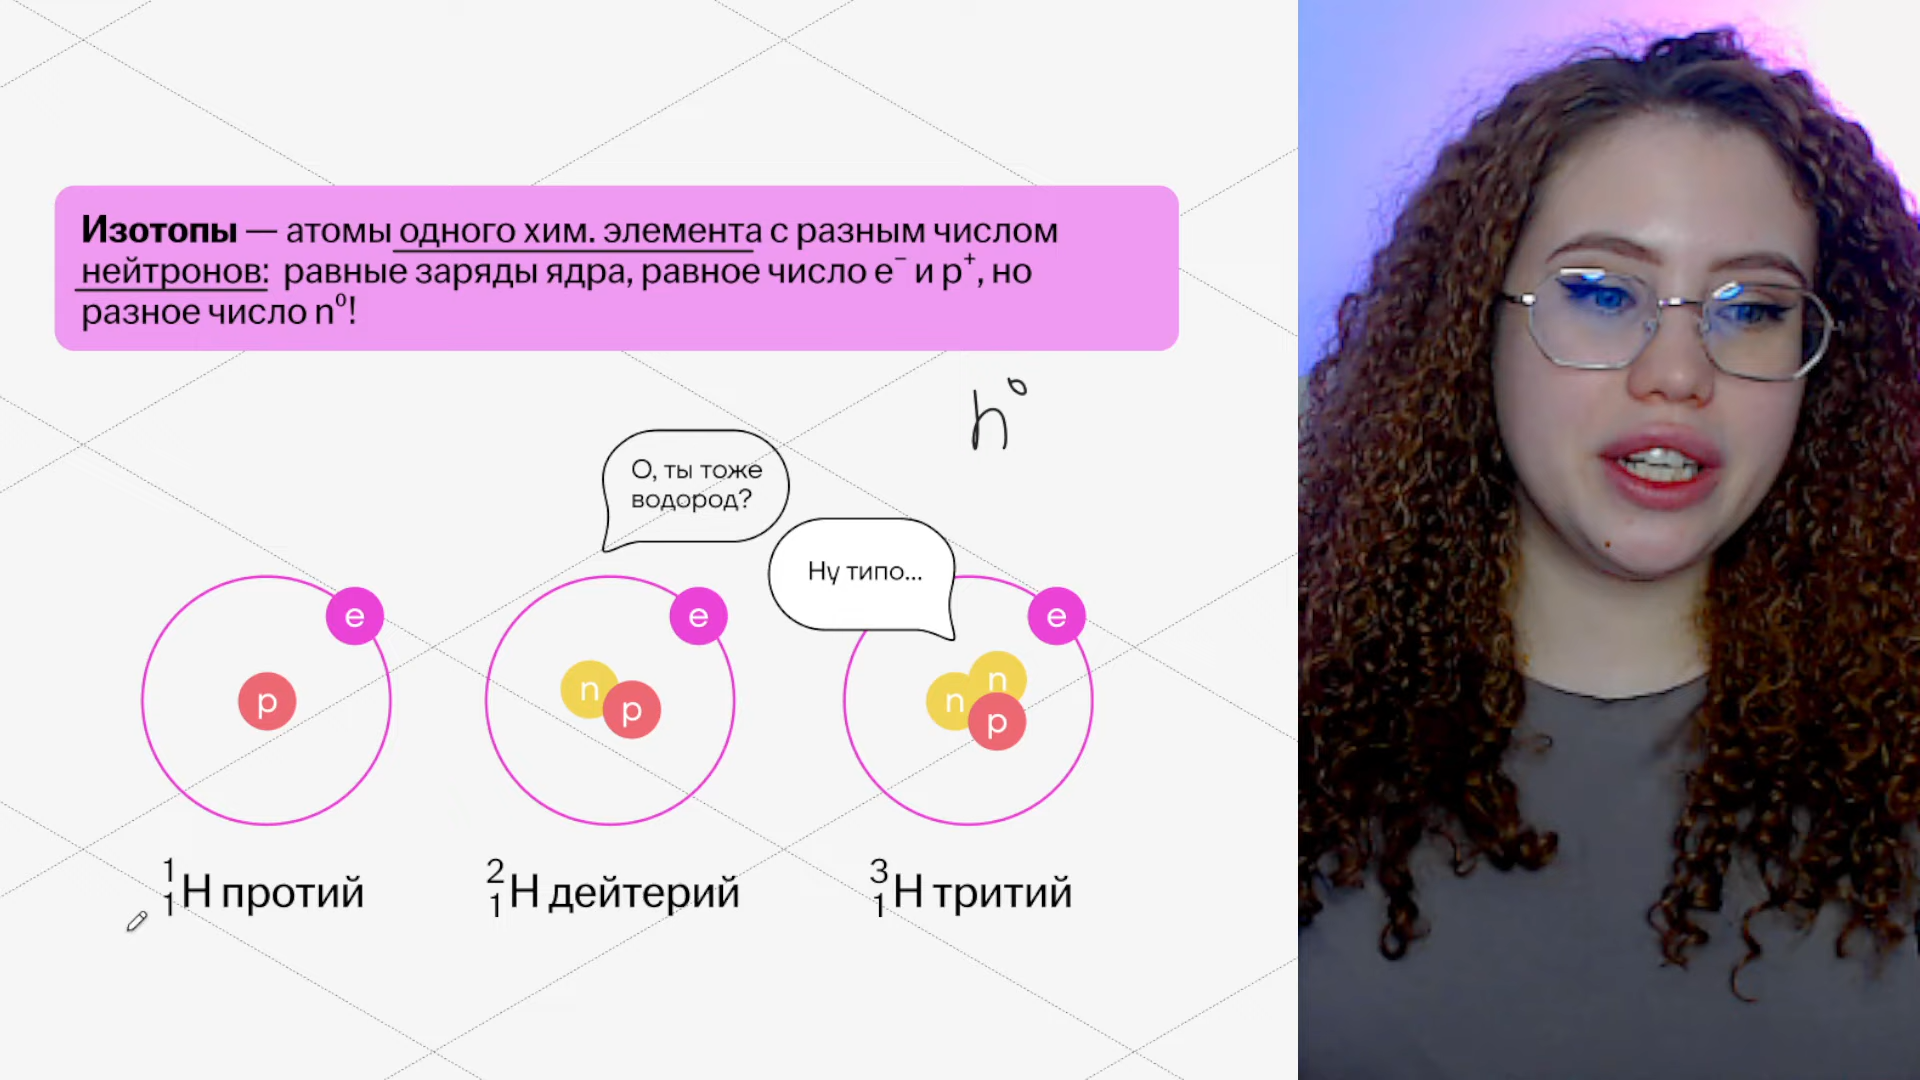 Изотопы — атомы одного хим. элемента с разным числом
нейтронов: равные заряды ядра, равное число e⁻ и p⁺, но
разное число n⁰!
n⁰
О, ты тоже
водород?
Ну типо...
e
p
e
n
p
e
n
n
p
¹₁H протий
²₁H дейтерий
³₁H тритий